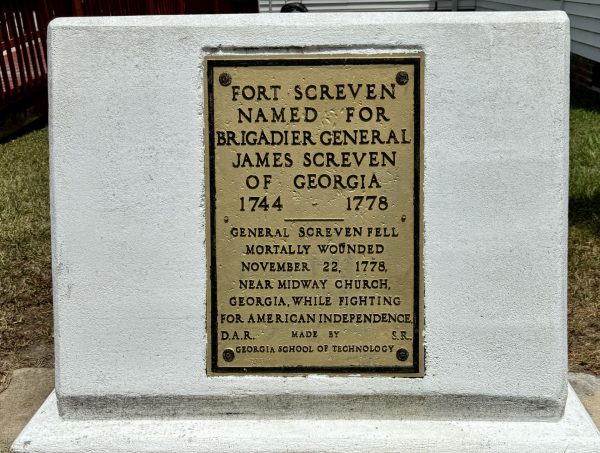 FORT SCREVEN
NAMED FOR
BRIGADIER GENERAL
JAMES SCREVEN
OF GEORGIA
1744 - 1778
GENERAL SCREVEN FELL
MORTALLY WOUNDED
NOVEMBER 22, 1778,
NEAR MIDWAY CHURCH,
GEORGIA, WHILE FIGHTING
FOR AMERICAN INDEPENDENCE.
D.A.R. MADE BY S.R.
GEORGIA SCHOOL OF TECHNOLOGY